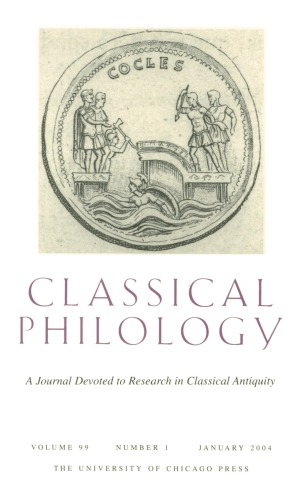 COCLES
CLASSICAL
PHILOLOGY
A Journal Devoted to Research in Classical Antiquity
VOLUME 99 NUMBER 1 JANUARY 2004
THE UNIVERSITY OF CHICAGO PRESS